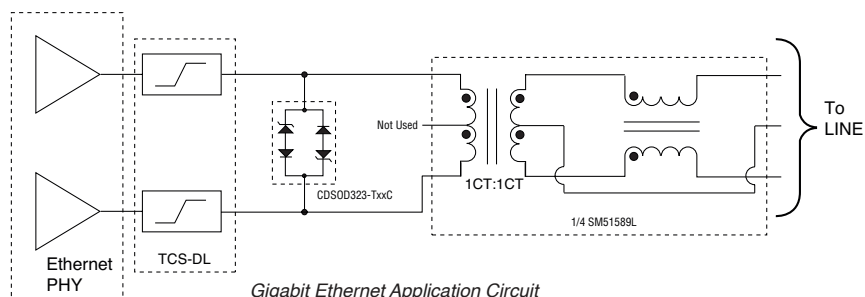 Not Used
CDSOD323-TxxC
1CT:1CT
To
LINE
1/4 SM51589L
Ethernet
PHY
TCS-DL
Gigabit Ethernet Application Circuit